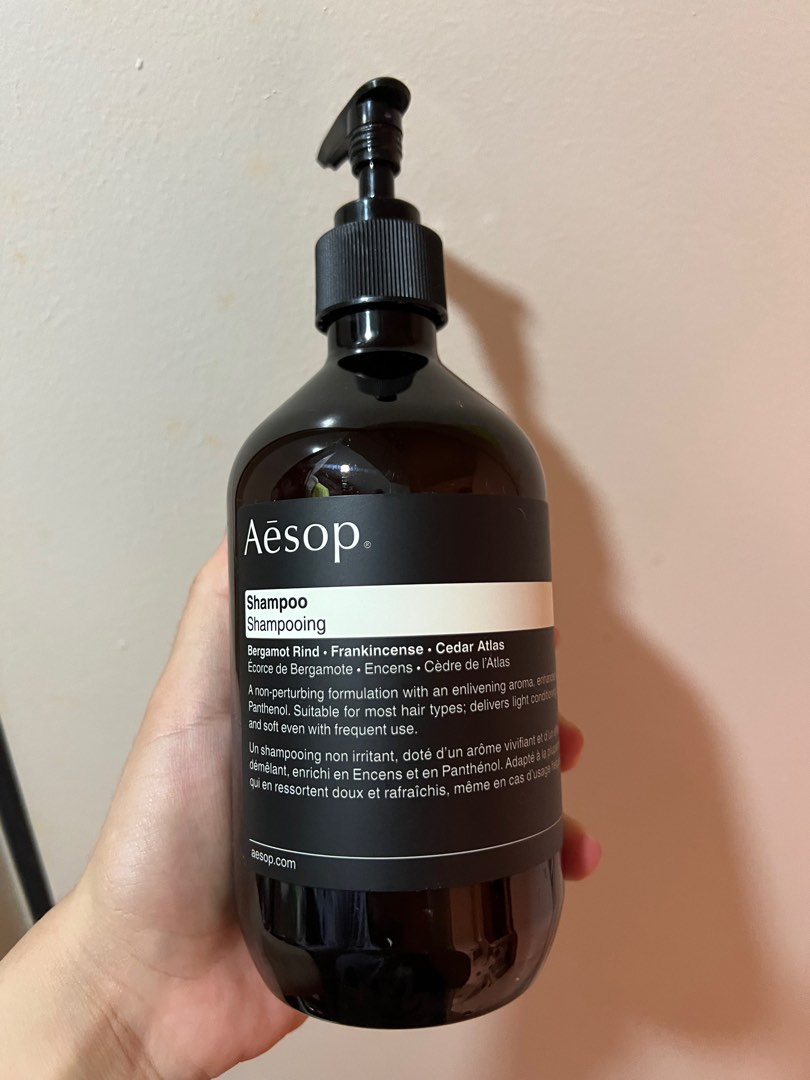 Aēsop®
Shampoo
Shampooing
Bergamot Rind • Frankincense • Cedar Atlas
Écorce de Bergamote • Encens • Cèdre de l'Atlas
A non-perturbing formulation with an enlivening aroma,
Panthenol. Suitable for most hair types; delivers light
and soft even with frequent use.
Un shampooing non irritant, doté d'un arôme vivifiant et
démêlant, enrichi en Encens et en Panthénol. Adapté à la
qui en ressortent doux et rafraîchis, même en cas d'usage
aesop.com